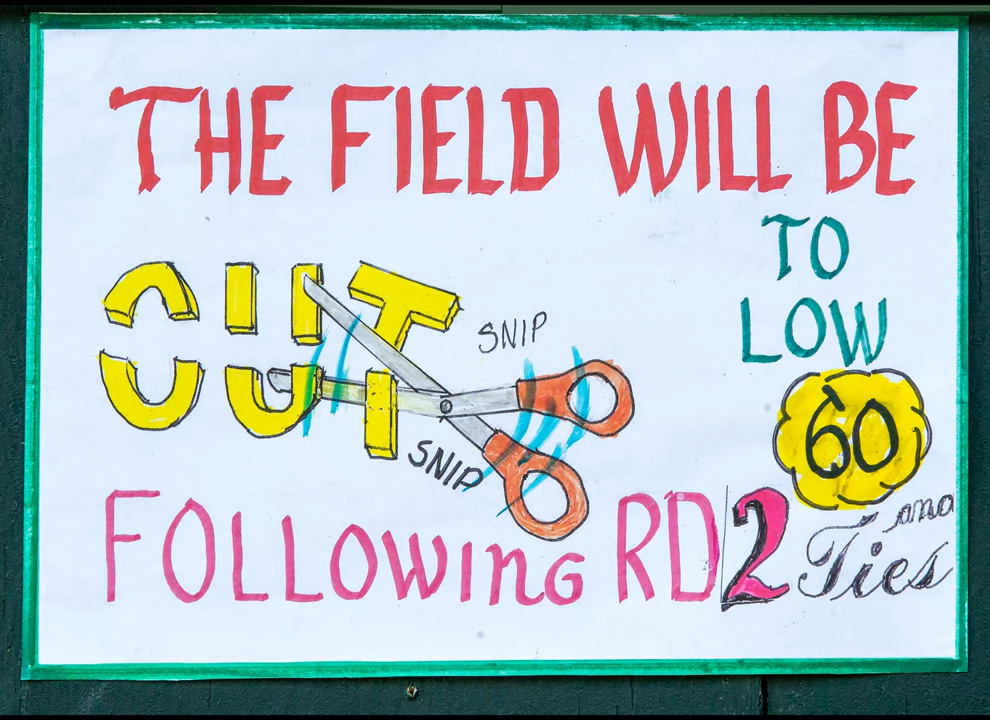 THE FIELD WILL BE
CUT
SNIP
SNIP
TO
LOW
60
and
Ties
FOLLOWING RD 2